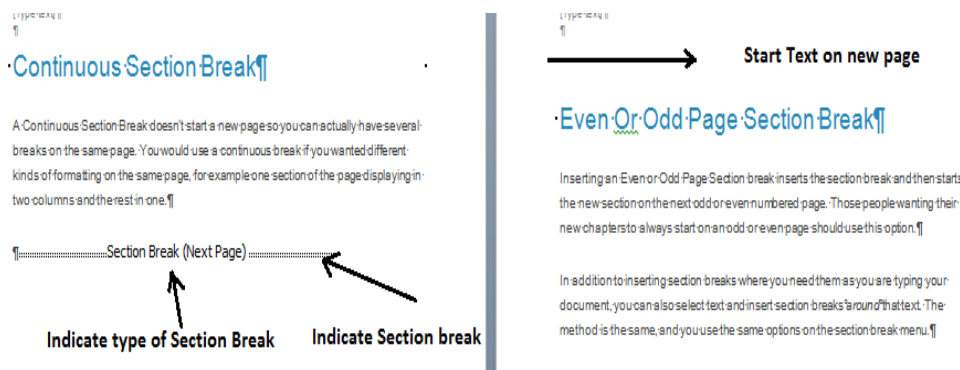 [Type text]¶
¶
Continuous Section Break¶
A Continuous Section Break doesn't start a new page so you can actually have several
breaks on the same page. You would use a continuous break if you wanted different
kinds of formatting on the same page, for example one section of the page displaying in
two columns and the rest in one.¶
¶Section Break (Next Page)
Indicate type of Section Break
Indicate Section break
[Type text]¶
¶
Start Text on new page
Even Or Odd Page Section Break¶
Inserting an Even or Odd Page Section break inserts the section break and then starts
the new section on the next odd or even numbered page. Those people wanting their
new chapters to always start on an odd or even page should use this option.¶
In addition to inserting section breaks where you need them as you are typing your
document, you can also select text and insert section breaks "around" that text. The
method is the same, and you use the same options on the section break menu.¶